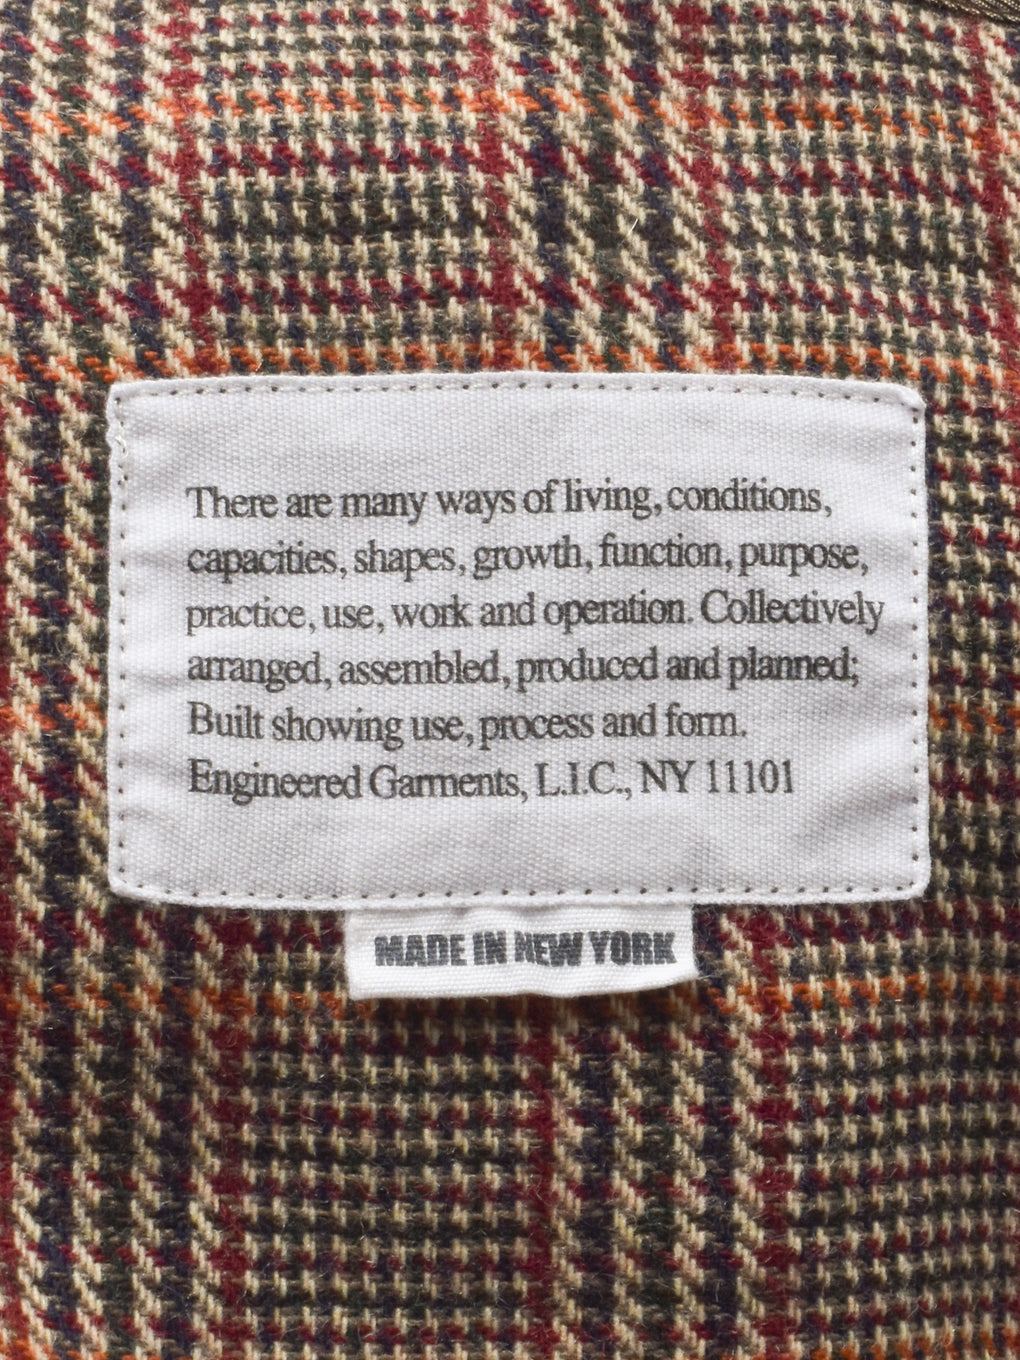 There are many ways of living, conditions,
capacities, shapes, growth, function, purpose,
practice, use, work and operation. Collectively
arranged, assembled, produced and planned;
Built showing use, process and form.
Engineered Garments, L.I.C., NY 11101
MADE IN NEW YORK